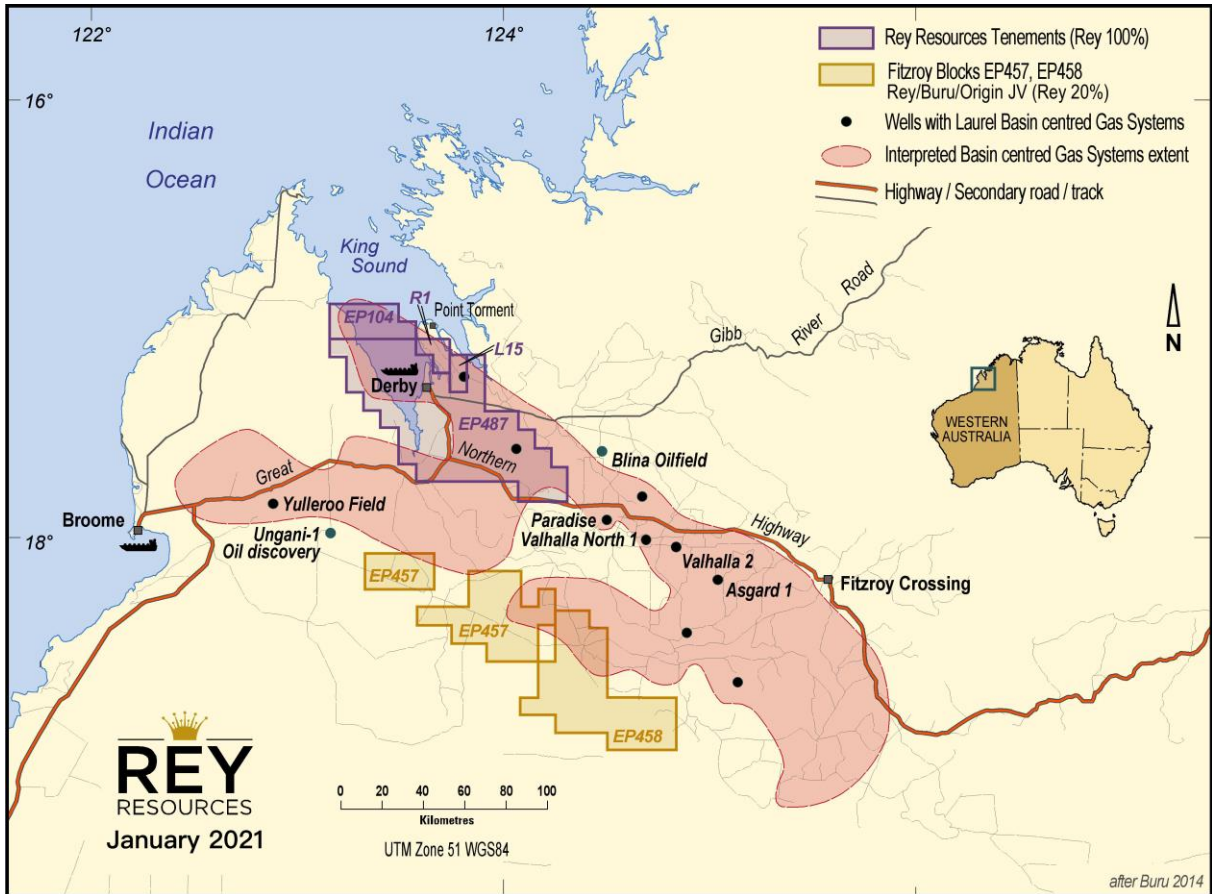 122°
124°
16°
Indian
Ocean
Rey Resources Tenements (Rey 100%)
Fitzroy Blocks EP457, EP458
Rey/Buru/Origin JV (Rey 20%)
Wells with Laurel Basin centred Gas Systems
Interpreted Basin centred Gas Systems extent
Highway / Secondary road / track
King
Sound
R1
Point Torment
EP104
L15
Gibb
River
Road
N
Derby
EP487
WESTERN
AUSTRALIA
Great
Northern
Highway
Blina Oilfield
Yulleroo Field
Broome
Ungani-1
Oil discovery
18°
Paradise
Valhalla North 1
Valhalla 2
Asgard 1
Fitzroy Crossing
EP457
EP457
EP458
REY
RESOURCES
January 2021
0 20 40 60 80 100
Kilometres
UTM Zone 51 WGS84
after Buru 2014